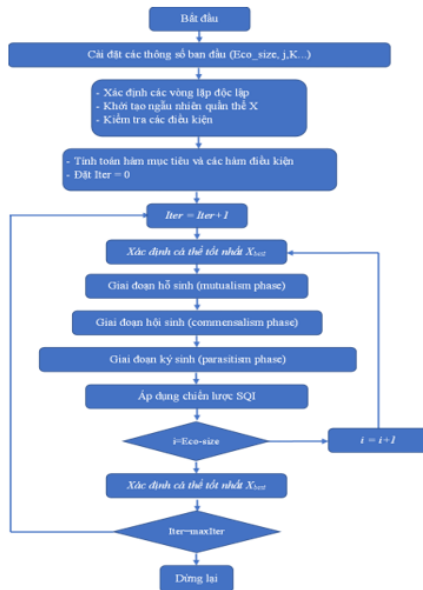 Bắt đầu
Cài đặt các thông số ban đầu (Eco_size, j,K...)
- Xác định các vòng lặp độc lập
- Khởi tạo ngẫu nhiên quần thể X
- Kiểm tra các điều kiện
- Tính toán hàm mục tiêu và các hàm điều kiện
- Đặt Iter = 0
Iter = Iter+1
Xác định cá thể tốt nhất Xbest
Giai đoạn hỗ sinh (mutualism phase)
Giai đoạn hội sinh (commensalism phase)
Giai đoạn ký sinh (parasitism phase)
Áp dụng chiến lược SQI
i=Eco-size
i = i+1
Xác định cá thể tốt nhất Xbest
Iter=maxIter
Dừng lại